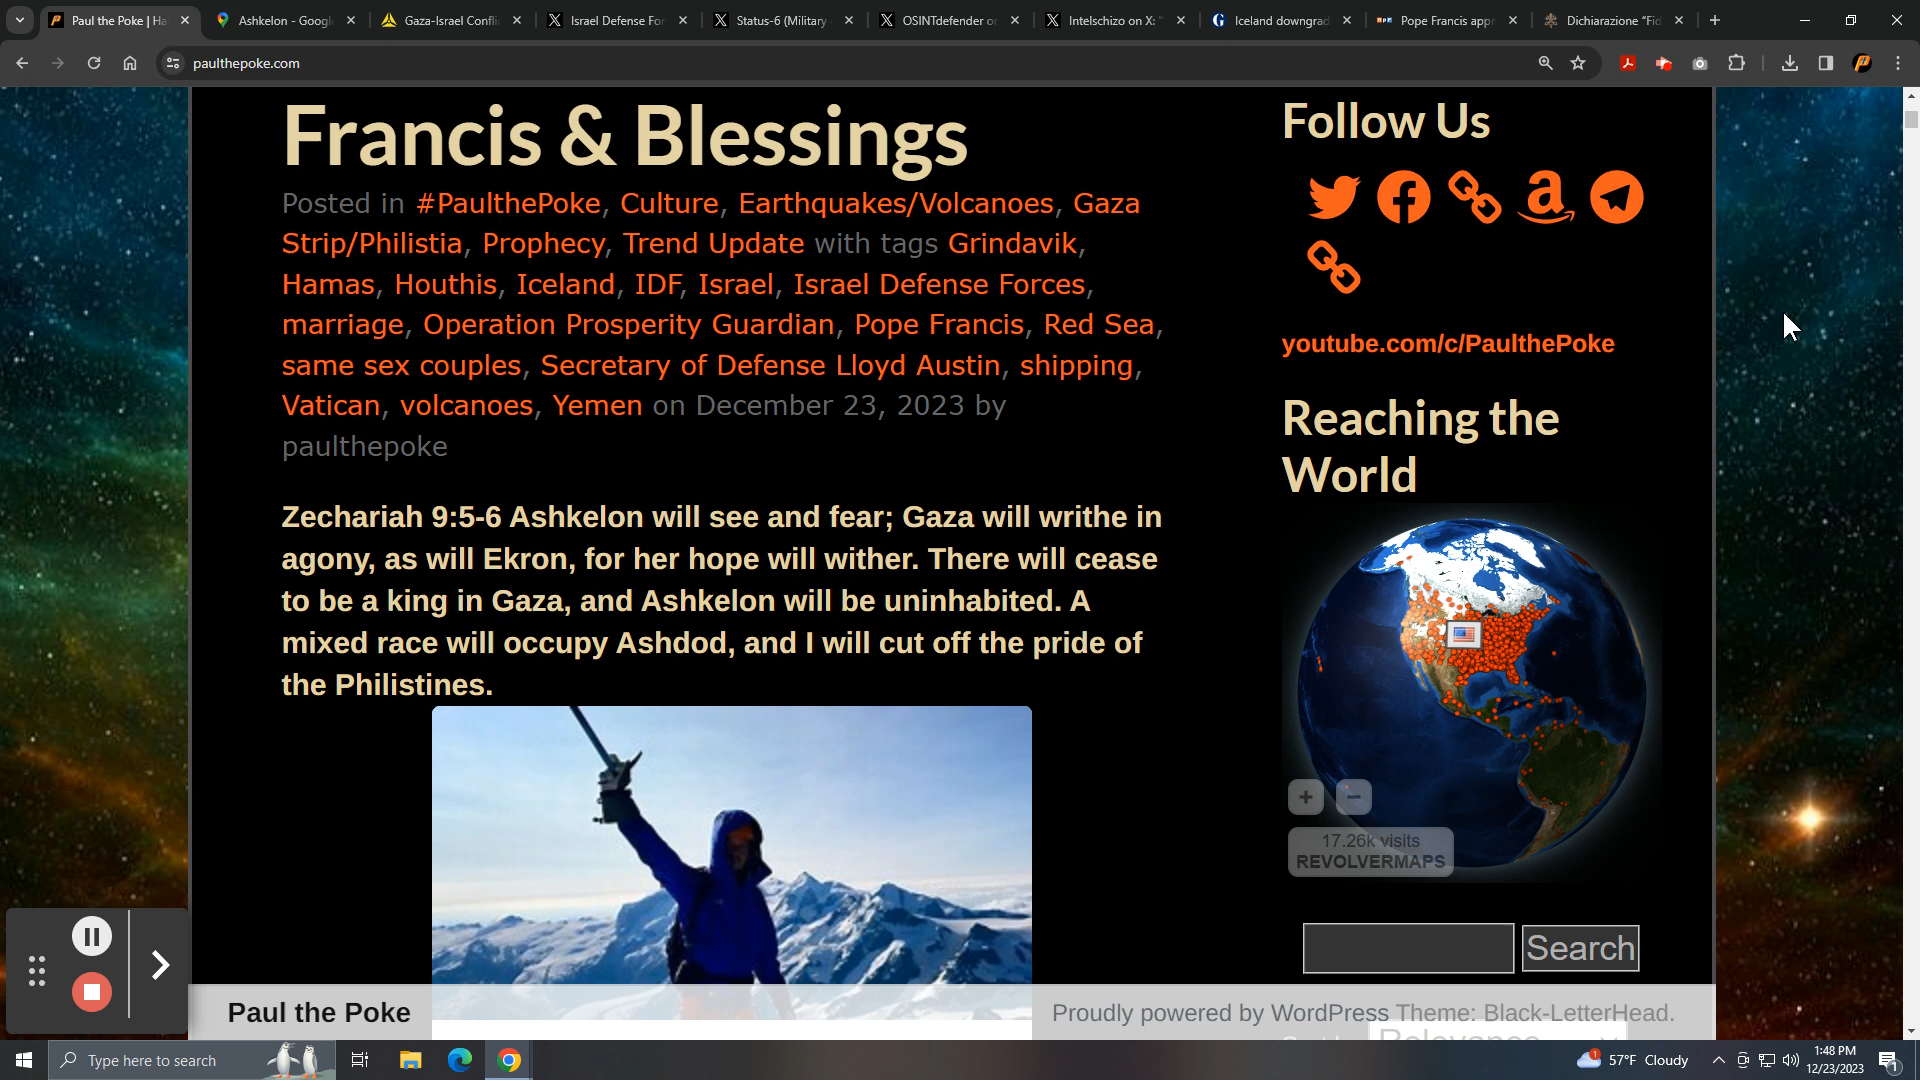 Paul the Poke | Ha
Ashkelon - Google
Gaza-Israel Confli
Israel Defense For
Status-6 (Military
OSINTdefender on
Intelschizo on X: "
Iceland downgrad
Pope Francis appr
Dichiarazione "Fid
paulthepoke.com
Francis & Blessings
Posted in #PaulthePoke, Culture, Earthquakes/Volcanoes, Gaza
Strip/Philistia, Prophecy, Trend Update with tags Grindavik,
Hamas, Houthis, Iceland, IDF, Israel, Israel Defense Forces,
marriage, Operation Prosperity Guardian, Pope Francis, Red Sea,
same sex couples, Secretary of Defense Lloyd Austin, shipping,
Vatican, volcanoes, Yemen on December 23, 2023 by
paulthepoke
Zechariah 9:5-6 Ashkelon will see and fear; Gaza will writhe in
agony, as will Ekron, for her hope will wither. There will cease
to be a king in Gaza, and Ashkelon will be uninhabited. A
mixed race will occupy Ashdod, and I will cut off the pride of
the Philistines.
Follow Us
youtube.com/c/PaulthePoke
Reaching the
World
17.26k visits
REVOLVERMAPS
Search
Paul the Poke
Proudly powered by WordPress Theme: Black-LetterHead.
Relevance
Type here to search
57°F Cloudy
1:48 PM
12/23/2023